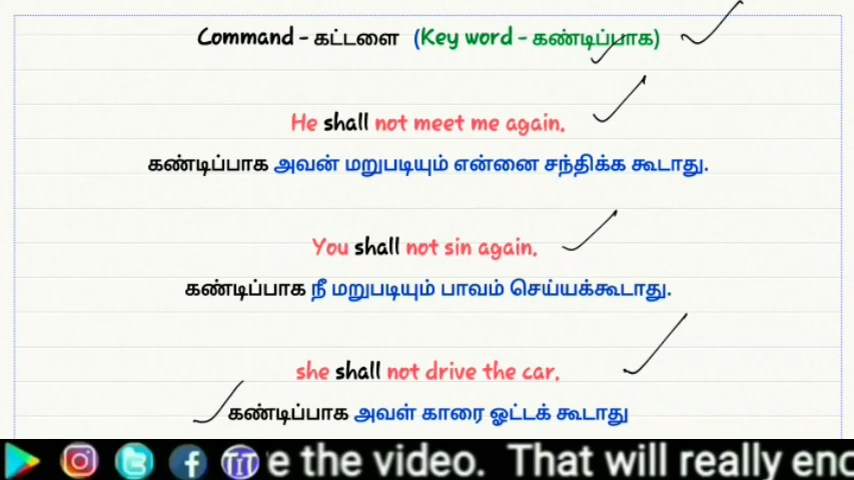 Command - கட்டளை (Key word - கண்டிப்பாக)
He shall not meet me again.
கண்டிப்பாக அவன் மறுபடியும் என்னை சந்திக்க கூடாது.
You shall not sin again.
கண்டிப்பாக நீ மறுபடியும் பாவம் செய்யக்கூடாது.
she shall not drive the car.
கண்டிப்பாக அவள் காரை ஓட்டக் கூடாது
the video. That will really